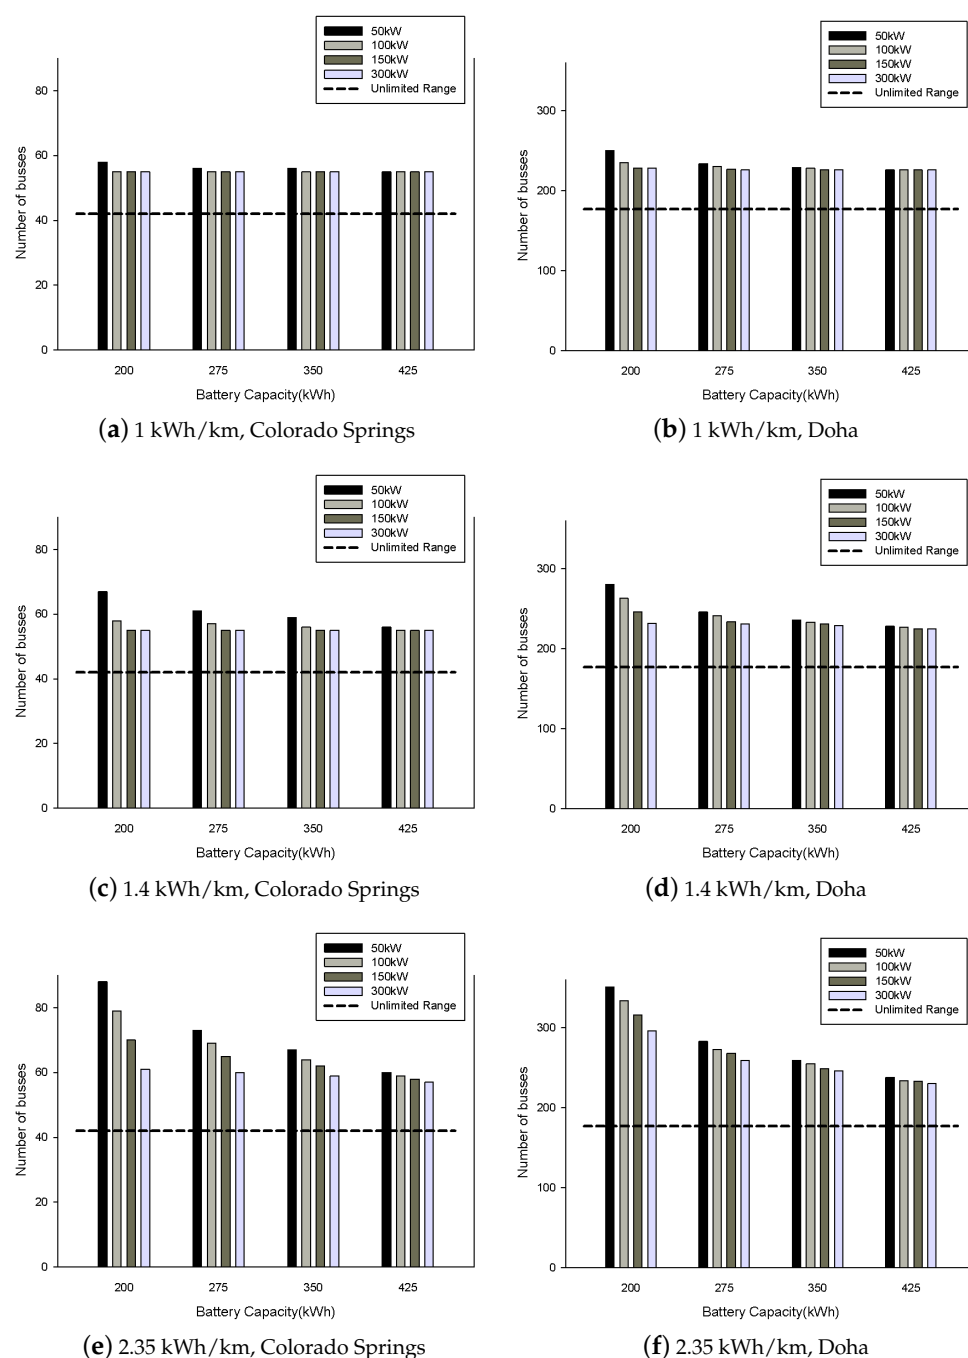 50kW
100kW
150kW
300kW
Unlimited Range
Number of busses
80
60
40
20
0
200 275 350 425
Battery Capacity(kWh)
(a) 1 kWh/km, Colorado Springs
50kW
100kW
150kW
300kW
Unlimited Range
Number of busses
300
200
100
0
200 275 350 425
Battery Capacity(kWh)
(b) 1 kWh/km, Doha
50kW
100kW
150kW
300kW
Unlimited Range
Number of busses
80
60
40
20
0
200 275 350 425
Battery Capacity(kWh)
(c) 1.4 kWh/km, Colorado Springs
50kW
100kW
150kW
300kW
Unlimited Range
Number of busses
300
200
100
0
200 275 350 425
Battery Capacity(kWh)
(d) 1.4 kWh/km, Doha
50kW
100kW
150kW
300kW
Unlimited Range
Number of busses
80
60
40
20
0
200 275 350 425
Battery Capacity(kWh)
(e) 2.35 kWh/km, Colorado Springs
50kW
100kW
150kW
300kW
Unlimited Range
Number of busses
300
200
100
0
200 275 350 425
Battery Capacity(kWh)
(f) 2.35 kWh/km, Doha